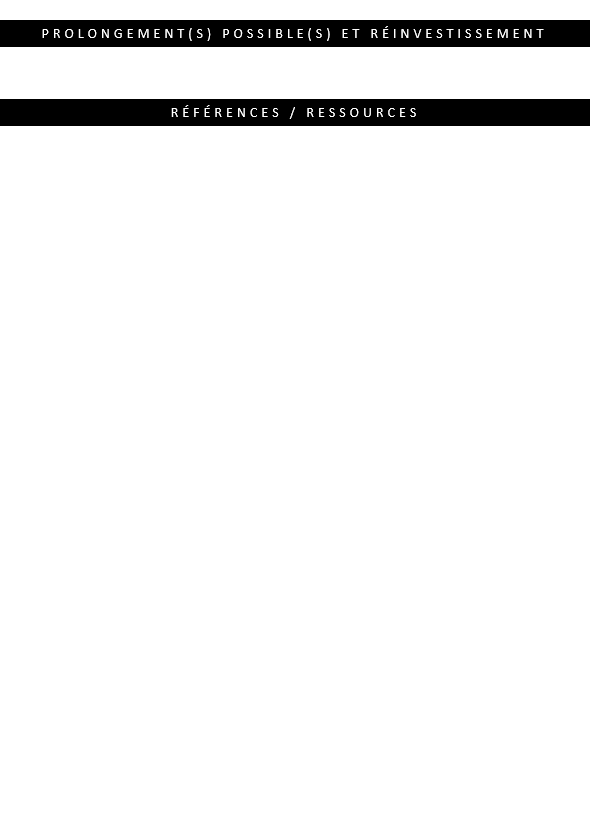 PROLONGEMENT(S) POSSIBLE(S) ET RÉINVESTISSEMENT
RÉFÉRENCES / RESSOURCES